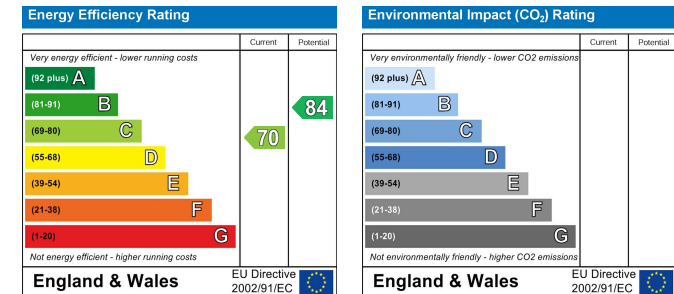 Energy Efficiency Rating
Current Potential
Very energy efficient - lower running costs
(92 plus) A
(81-91) B
(69-80) C
(55-68) D
(39-54) E
(21-38) F
(1-20) G
70
84
Not energy efficient - higher running costs
England & Wales
EU Directive
2002/91/EC
Environmental Impact (CO₂) Rating
Current Potential
Very environmentally friendly - lower CO2 emissions
(92 plus) A
(81-91) B
(69-80) C
(55-68) D
(39-54) E
(21-38) F
(1-20) G
Not environmentally friendly - higher CO2 emissions
England & Wales
EU Directive
2002/91/EC